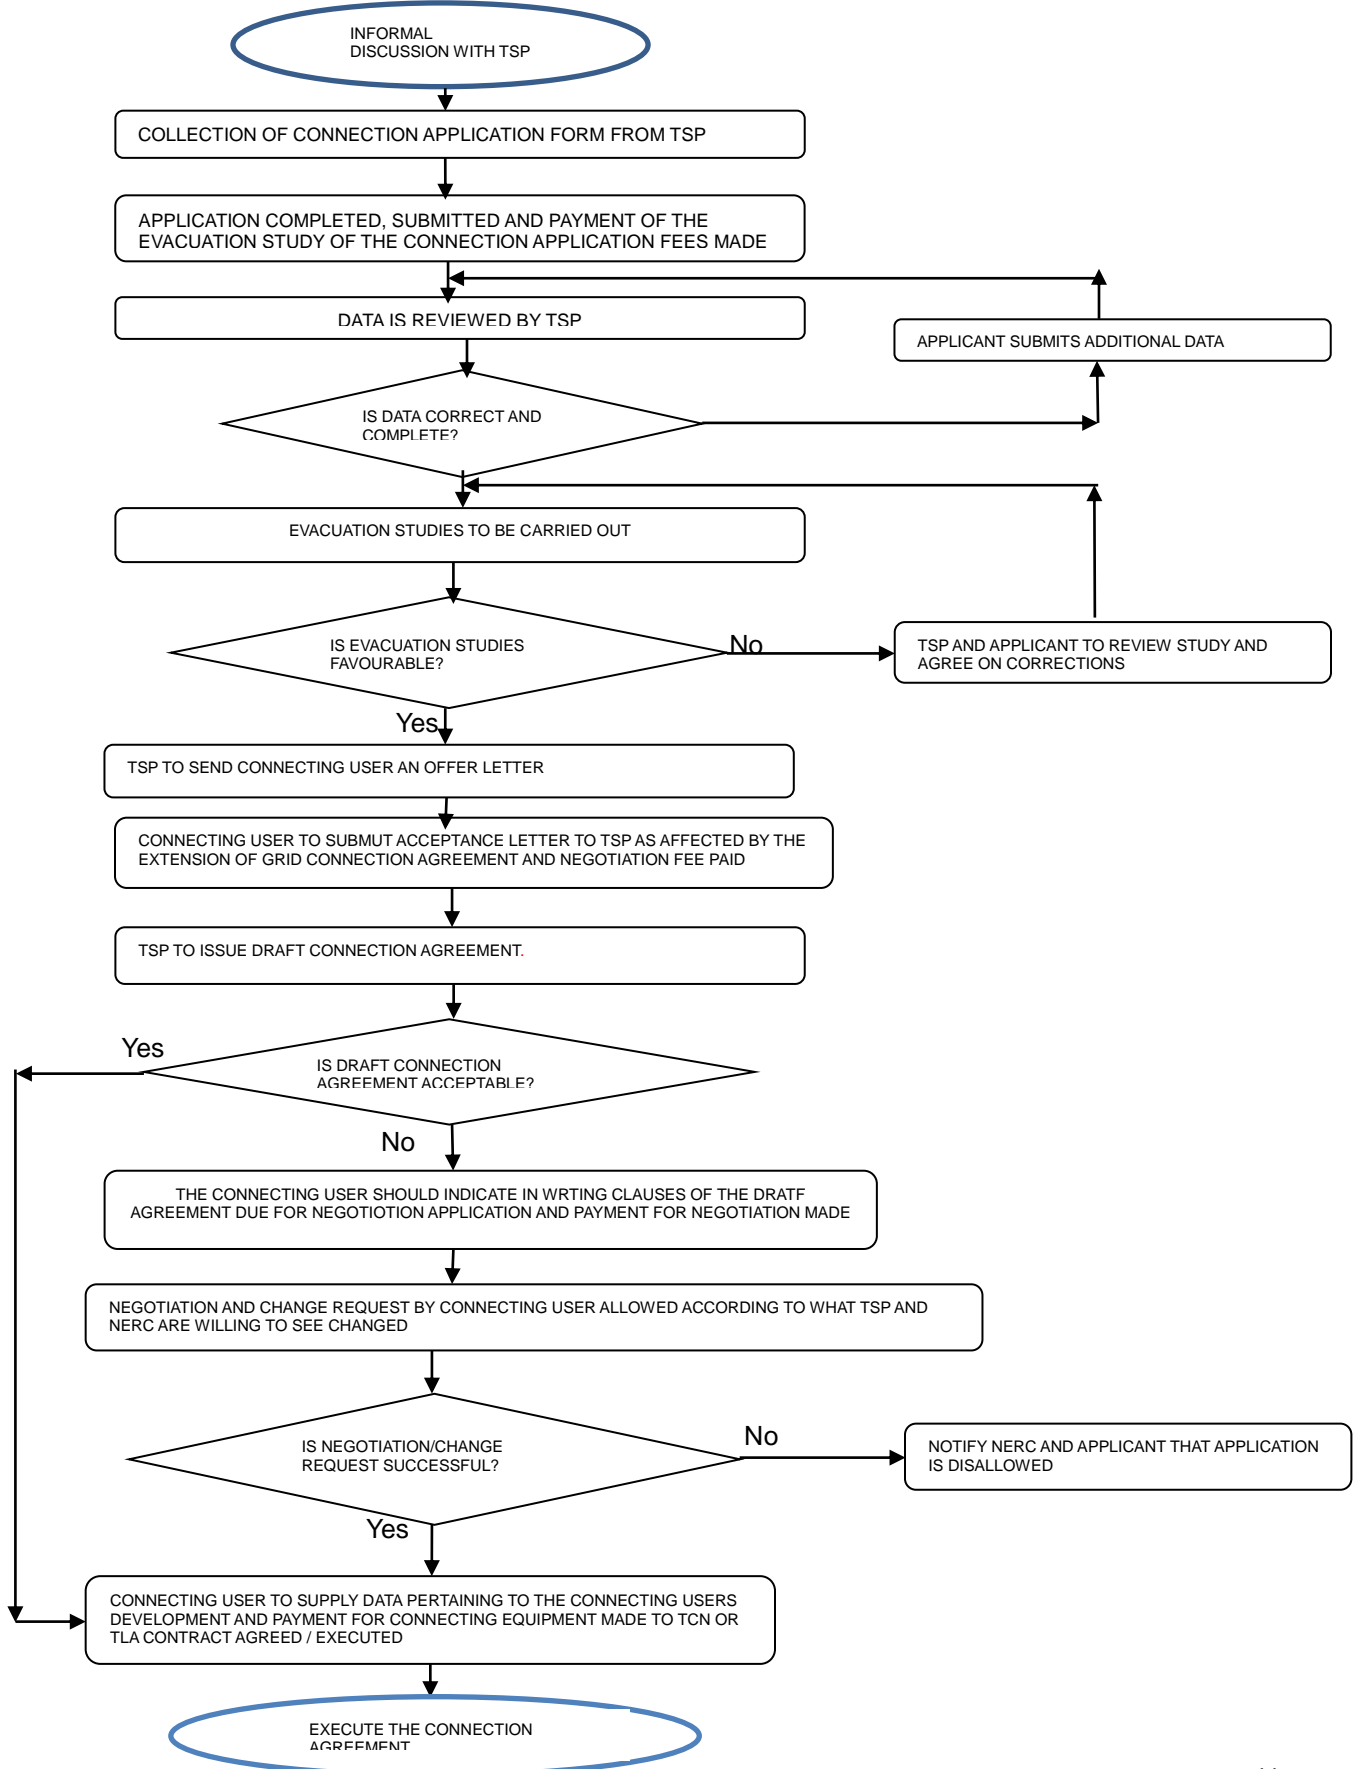 INFORMAL
DISCUSSION WITH TSP
COLLECTION OF CONNECTION APPLICATION FORM FROM TSP
APPLICATION COMPLETED, SUBMITTED AND PAYMENT OF THE
EVACUATION STUDY OF THE CONNECTION APPLICATION FEES MADE
DATA IS REVIEWED BY TSP
APPLICANT SUBMITS ADDITIONAL DATA
IS DATA CORRECT AND
COMPLETE?
EVACUATION STUDIES TO BE CARRIED OUT
IS EVACUATION STUDIES
FAVOURABLE?
No
TSP AND APPLICANT TO REVIEW STUDY AND
AGREE ON CORRECTIONS
Yes
TSP TO SEND CONNECTING USER AN OFFER LETTER
CONNECTING USER TO SUBMUT ACCEPTANCE LETTER TO TSP AS AFFECTED BY THE
EXTENSION OF GRID CONNECTION AGREEMENT AND NEGOTIATION FEE PAID
TSP TO ISSUE DRAFT CONNECTION AGREEMENT.
Yes
IS DRAFT CONNECTION
AGREEMENT ACCEPTABLE?
No
THE CONNECTING USER SHOULD INDICATE IN WRTING CLAUSES OF THE DRATF
AGREEMENT DUE FOR NEGOTIOTION APPLICATION AND PAYMENT FOR NEGOTIATION MADE
NEGOTIATION AND CHANGE REQUEST BY CONNECTING USER ALLOWED ACCORDING TO WHAT TSP AND
NERC ARE WILLING TO SEE CHANGED
IS NEGOTIATION/CHANGE
REQUEST SUCCESSFUL?
No
NOTIFY NERC AND APPLICANT THAT APPLICATION
IS DISALLOWED
Yes
CONNECTING USER TO SUPPLY DATA PERTAINING TO THE CONNECTING USERS
DEVELOPMENT AND PAYMENT FOR CONNECTING EQUIPMENT MADE TO TCN OR
TLA CONTRACT AGREED / EXECUTED
EXECUTE THE CONNECTION
AGREEMENT